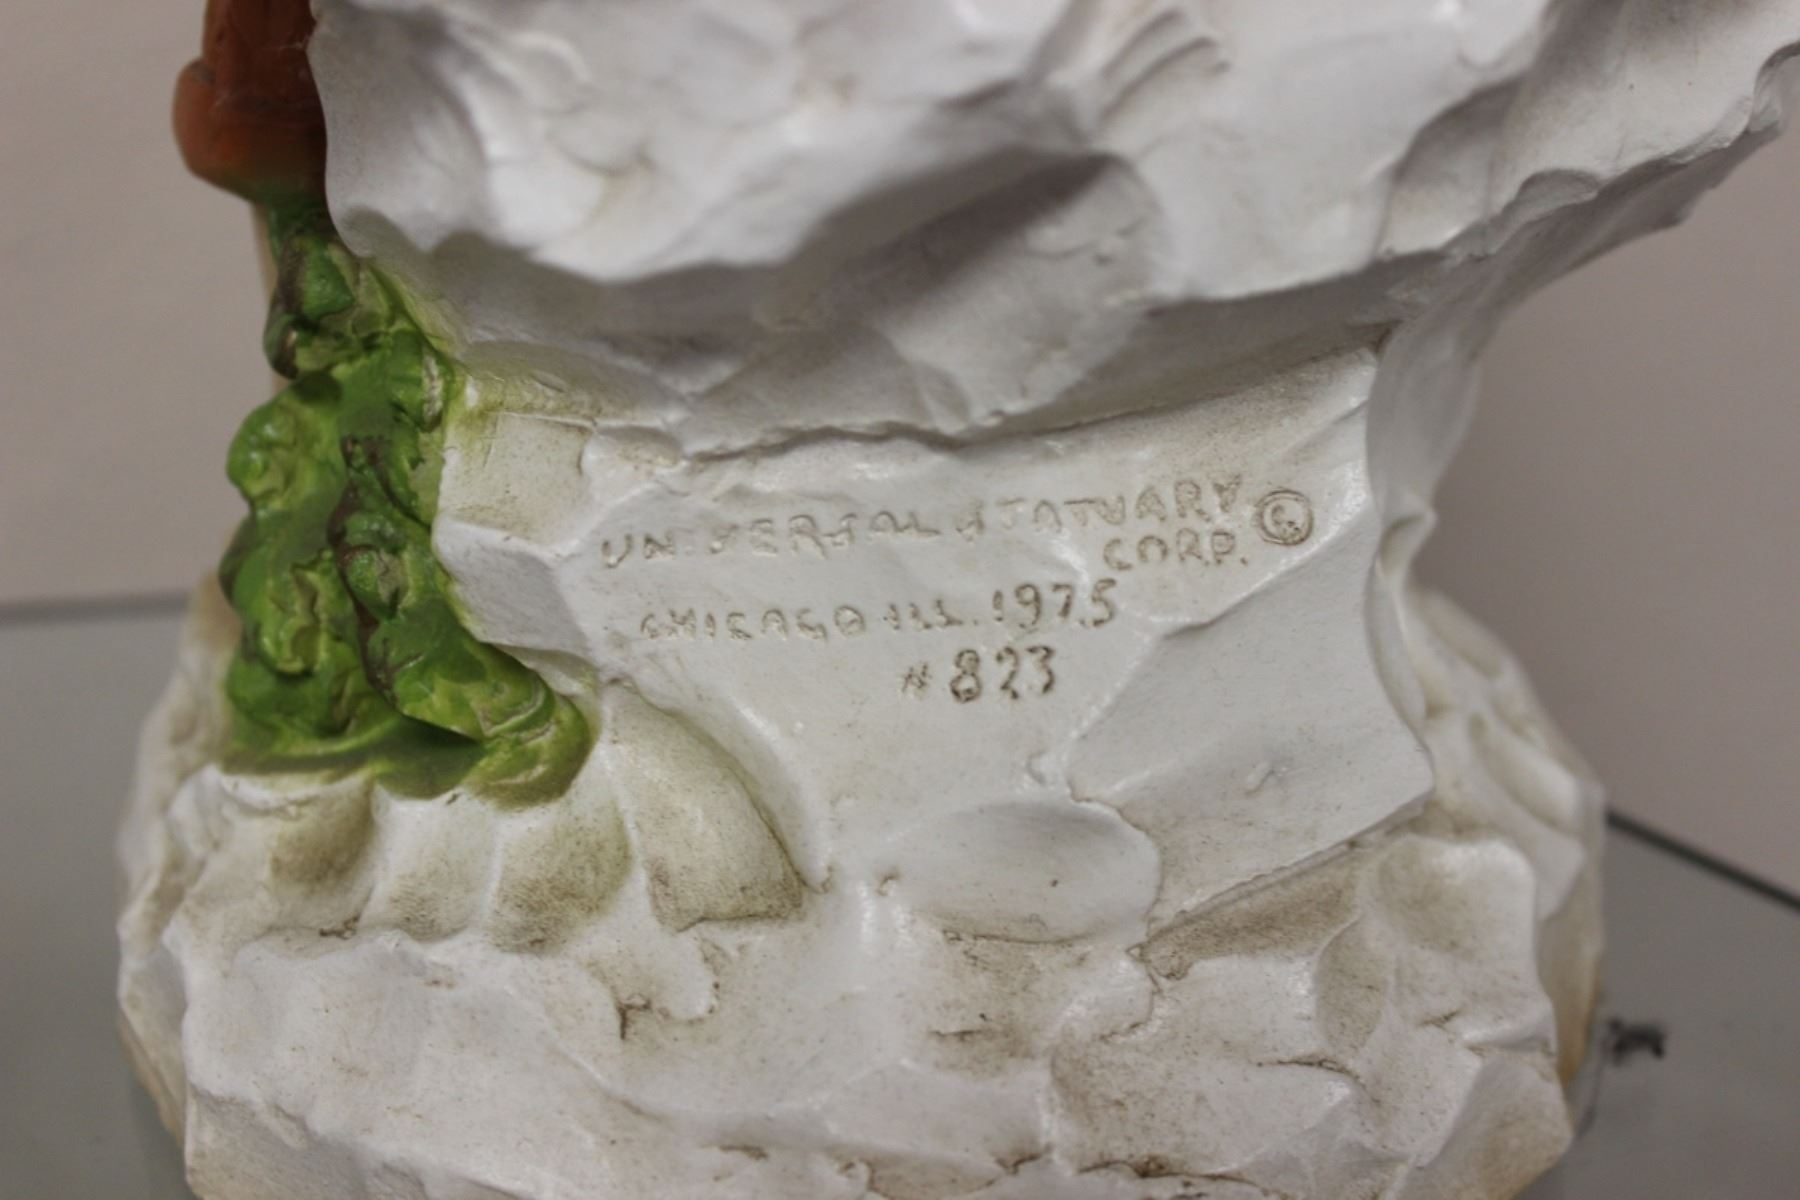 UNIVERSAL STATUARY ©
CORP.
CHICAGO ILL. 1975
#823